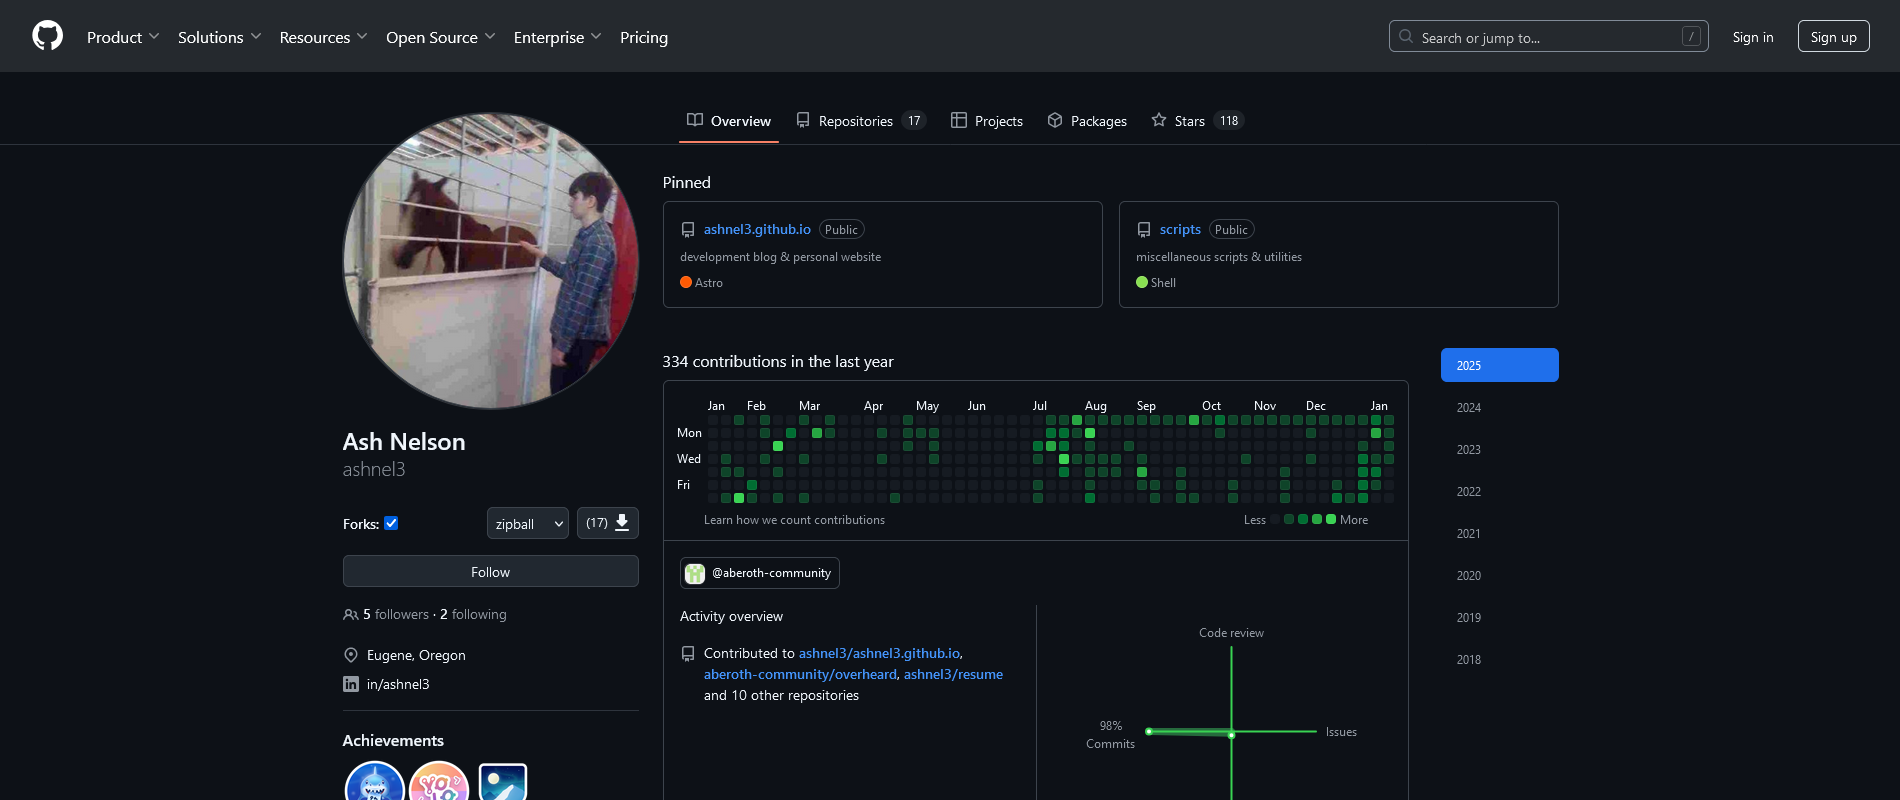 Product Solutions Resources Open Source Enterprise Pricing Search or jump to... / Sign in Sign up
Overview Repositories 17 Projects Packages Stars 118
Ash Nelson
ashnel3
Forks: zipball (17)
Follow
5 followers · 2 following
Eugene, Oregon
in/ashnel3
Achievements
Pinned
ashnel3.github.io Public
development blog & personal website
Astro
scripts Public
miscellaneous scripts & utilities
Shell
334 contributions in the last year
Jan Feb Mar Apr May Jun Jul Aug Sep Oct Nov Dec Jan
Mon
Wed
Fri
Learn how we count contributions Less More
@aberoth-community
Activity overview
Contributed to ashnel3/ashnel3.github.io,
aberoth-community/overheard, ashnel3/resume
and 10 other repositories
Code review
98%
Commits
Issues
2025
2024
2023
2022
2021
2020
2019
2018